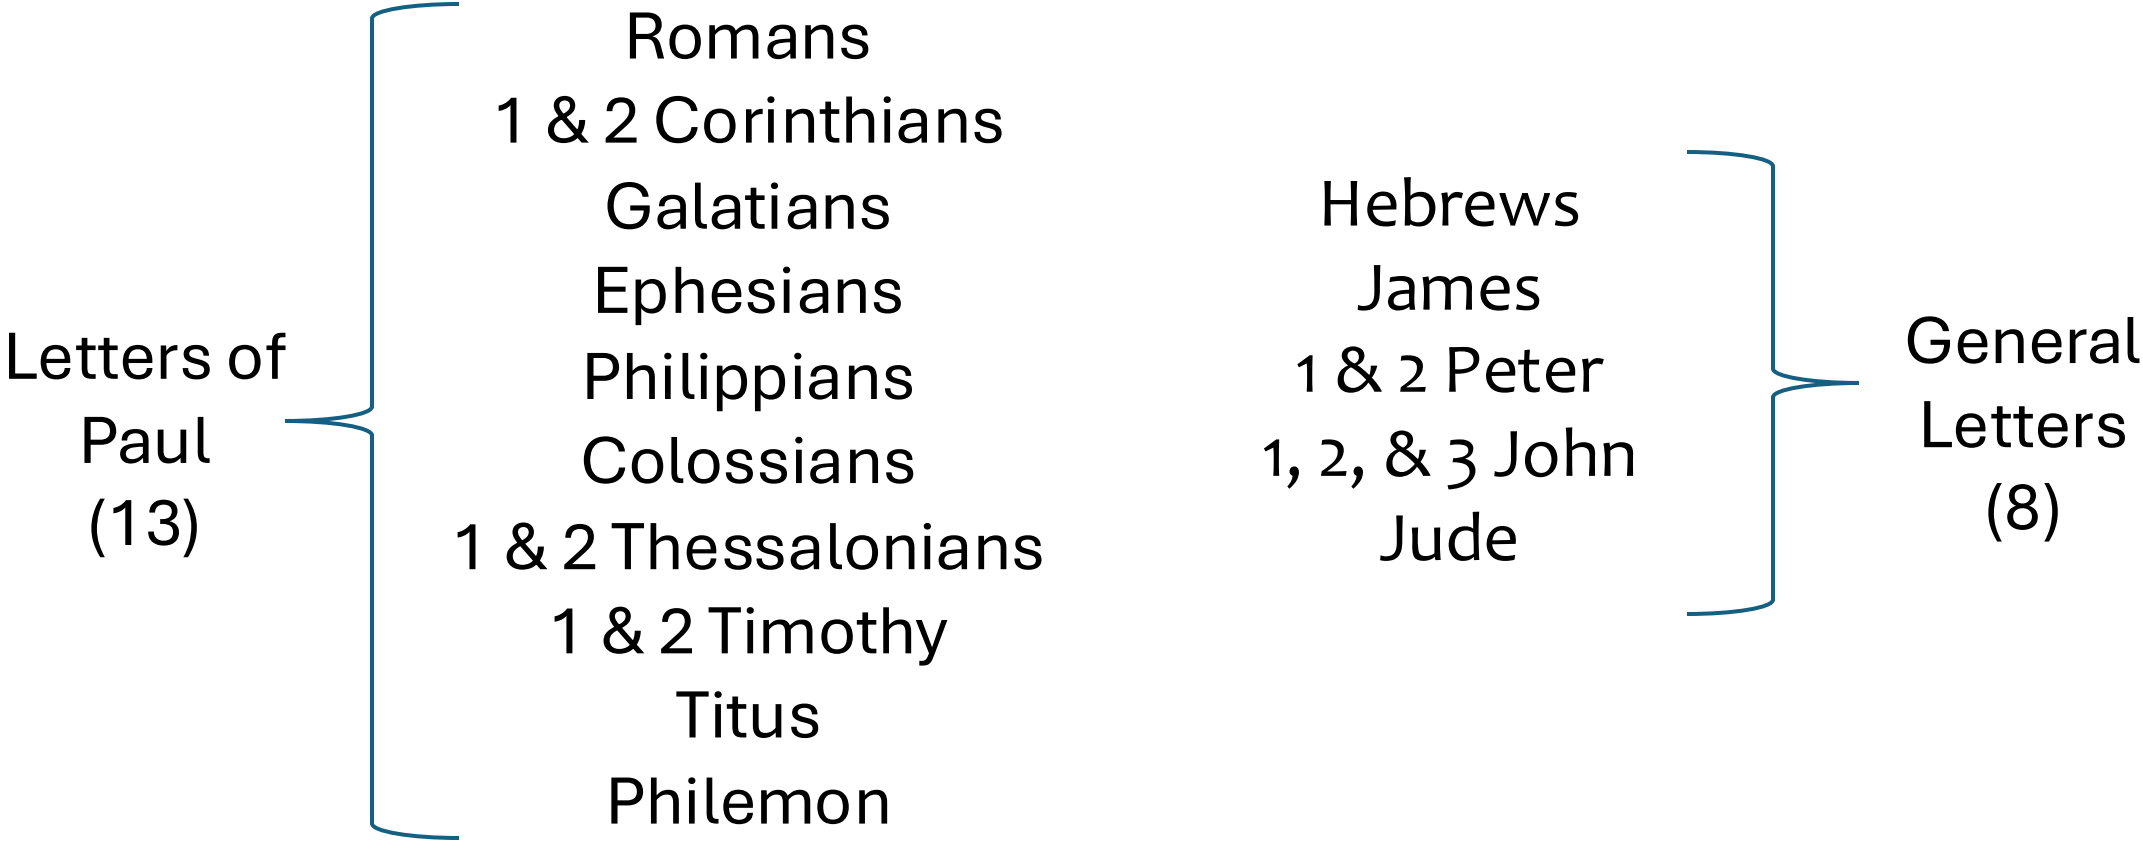 Letters of
Paul
(13)
Romans
1 & 2 Corinthians
Galatians
Ephesians
Philippians
Colossians
1 & 2 Thessalonians
1 & 2 Timothy
Titus
Philemon
Hebrews
James
1 & 2 Peter
1, 2, & 3 John
Jude
General
Letters
(8)